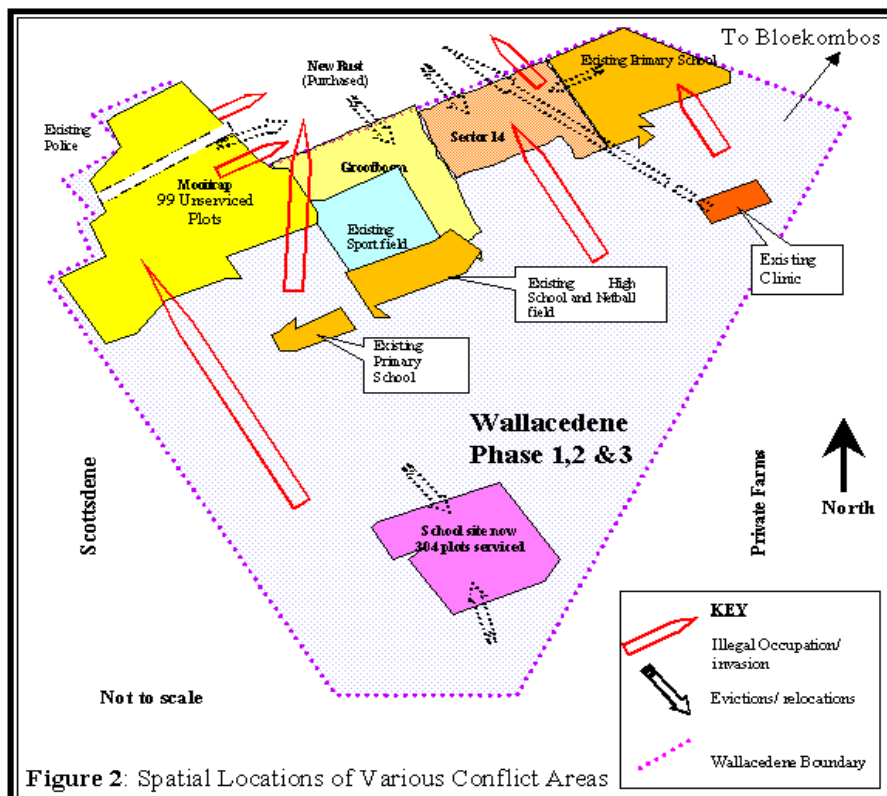 To Bloekombos
New Rust
(Purchased)
Existing Primary School
Existing
Police
Sector 14
99 Unserviced
Plots
Existing
Sport field
Existing
Clinic
Existing High
School and Netball
field
Existing
Primary
School
Wallacedene
Phase 1,2 &3
Scottsdene
Private Farms
North
School site now
304 plots serviced
KEY
Illegal Occupation/
invasion
Evictions/ relocations
Wallacedene Boundary
Not to scale
Figure 2: Spatial Locations of Various Conflict Areas